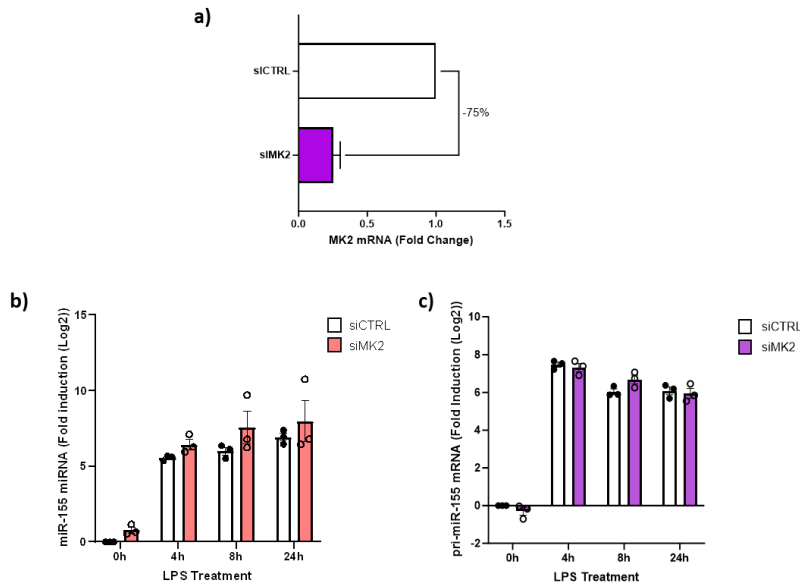 a)
siCTRL
siMK2
-75%
0.0 0.5 1.0 1.5
MK2 mRNA (Fold Change)
b)
miR-155 miRNA (Fold induction (Log2))
15
10
5
0
0h 4h 8h 24h
LPS Treatment
siCTRL
siMK2
c)
pri-miR-155 mRNA (Fold Induction (Log2))
10
8
6
4
2
0
-2
0h 4h 8h 24h
LPS Treatment
siCTRL
siMK2